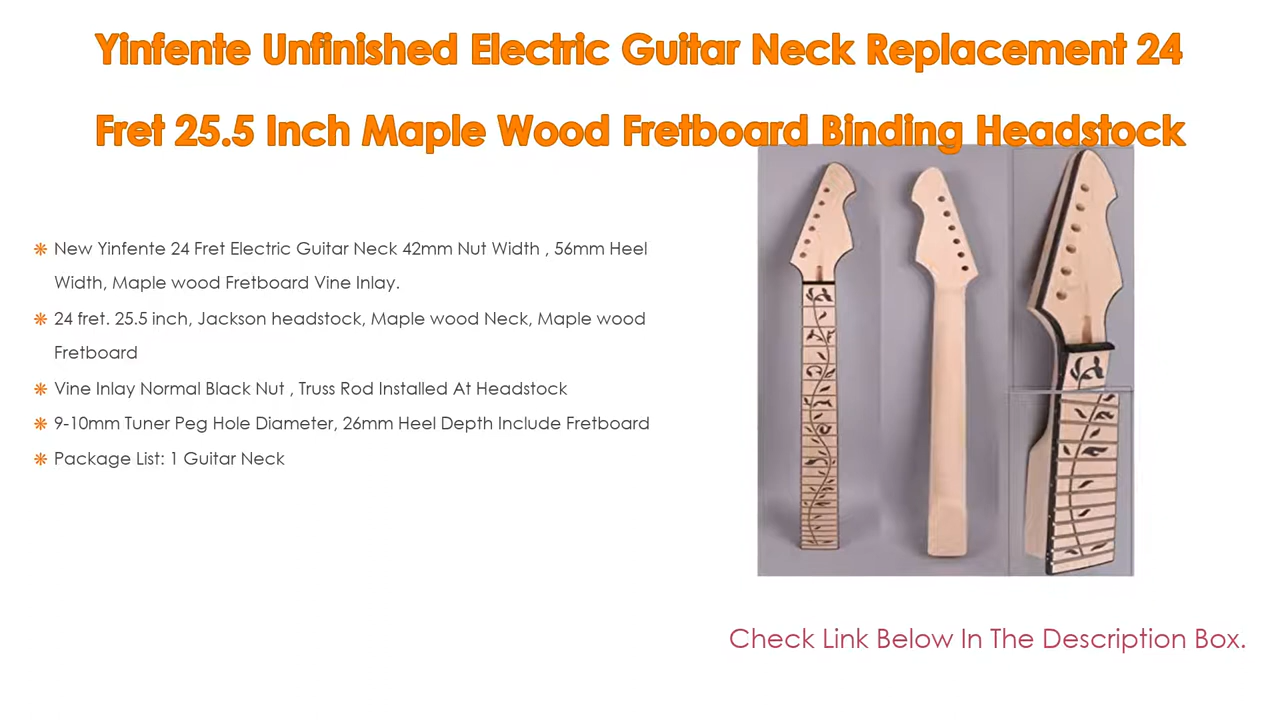 Yinfente Unfinished Electric Guitar Neck Replacement 24
Fret 25.5 Inch Maple Wood Fretboard Binding Headstock
New Yinfente 24 Fret Electric Guitar Neck 42mm Nut Width , 56mm Heel
Width, Maple wood Fretboard Vine Inlay.
24 fret. 25.5 inch, Jackson headstock, Maple wood Neck, Maple wood
Fretboard
Vine Inlay Normal Black Nut , Truss Rod Installed At Headstock
9-10mm Tuner Peg Hole Diameter, 26mm Heel Depth Include Fretboard
Package List: 1 Guitar Neck
Check Link Below In The Description Box.